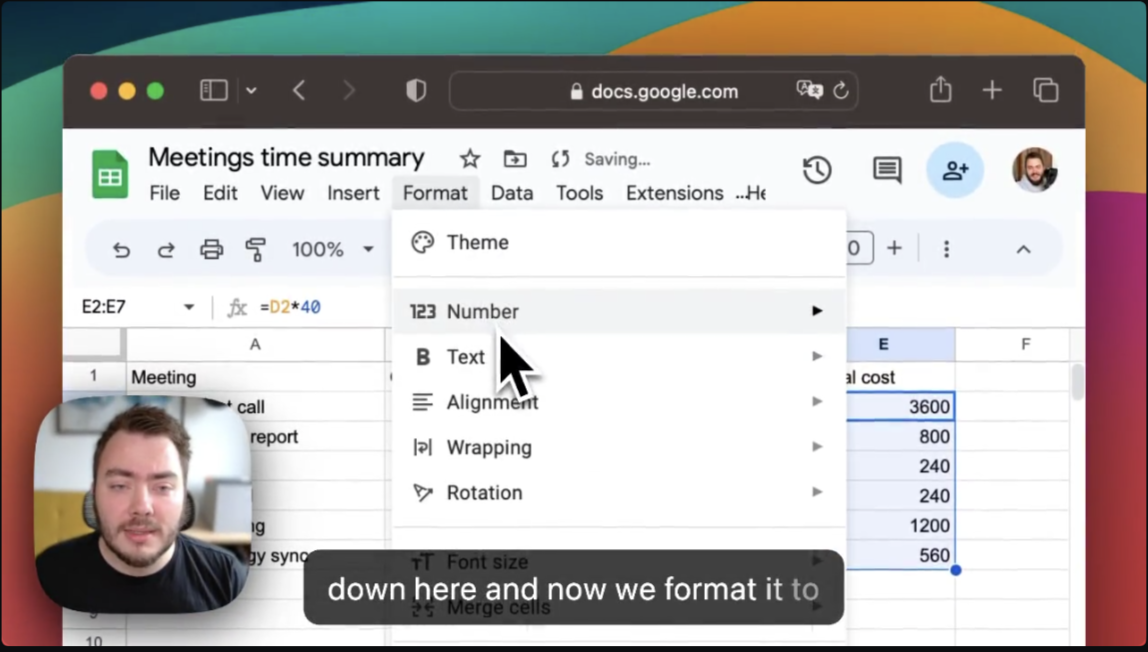 docs.google.com
Meetings time summary
Saving...
File Edit View Insert Format Data Tools Extensions ...He
100%
0
Theme
E2:E7
fx =D2*40
123 Number
B Text
Alignment
Wrapping
Rotation
Font size
Merge cells
A E F
1 Meeting al cost
call 3600
report 800
240
240
ng 1200
gy sync 560
9
10
down here and now we format it to